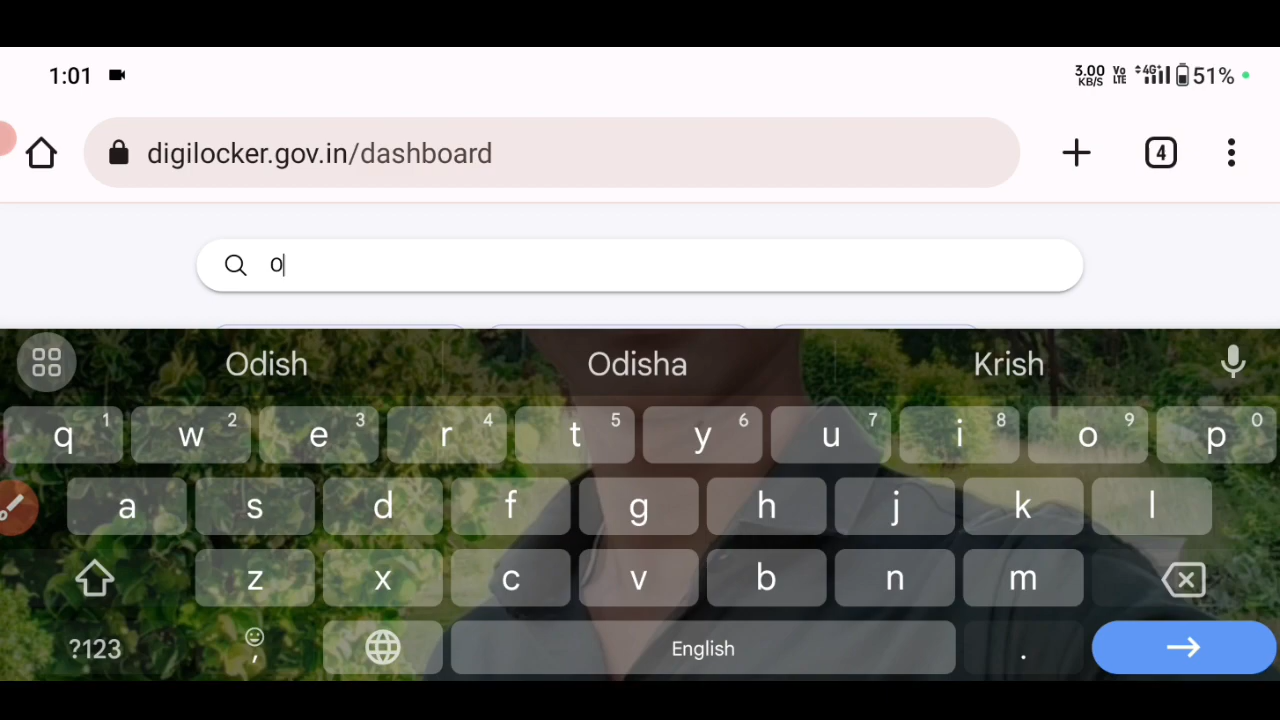 1:01 3.00 KB/S Vo LTE 4G+ 51%
digilocker.gov.in/dashboard 4
O
Odish Odisha Krish
q 1 w 2 e 3 r 4 t 5 y 6 u 7 i 8 o 9 p 0
a s d f g h j k l
z x c v b n m
?123 , English .